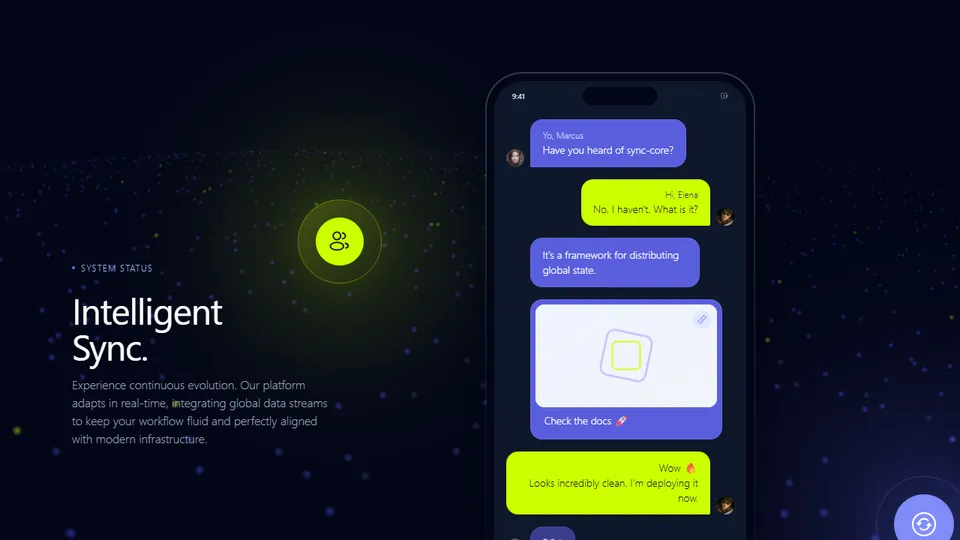 SYSTEM STATUS
Intelligent
Sync.
Experience continuous evolution. Our platform
adapts in real-time, integrating global data streams
to keep your workflow fluid and perfectly aligned
with modern infrastructure.
9:41
Yo, Marcus
Have you heard of sync-core?
Hi, Elena
No, I haven't. What is it?
It's a framework for distributing
global state.
Check the docs 🚀
Wow 🔥
Looks incredibly clean. I'm deploying it
now.